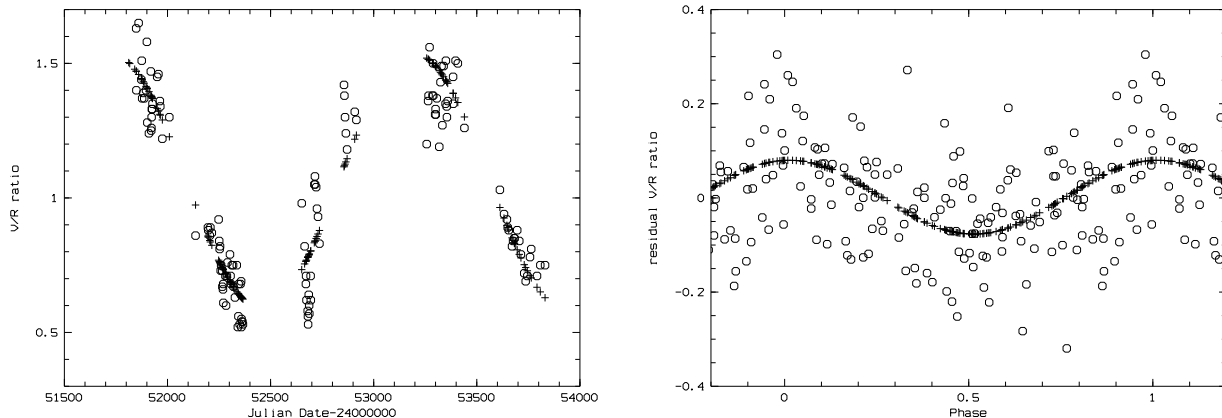 V/R ratio
1.5
1
0.5
51500 52000 52500 53000 53500 54000
Julian Date-24000000
residual V/R ratio
0.4
0.2
0
-0.2
-0.4
0 0.5 1
Phase